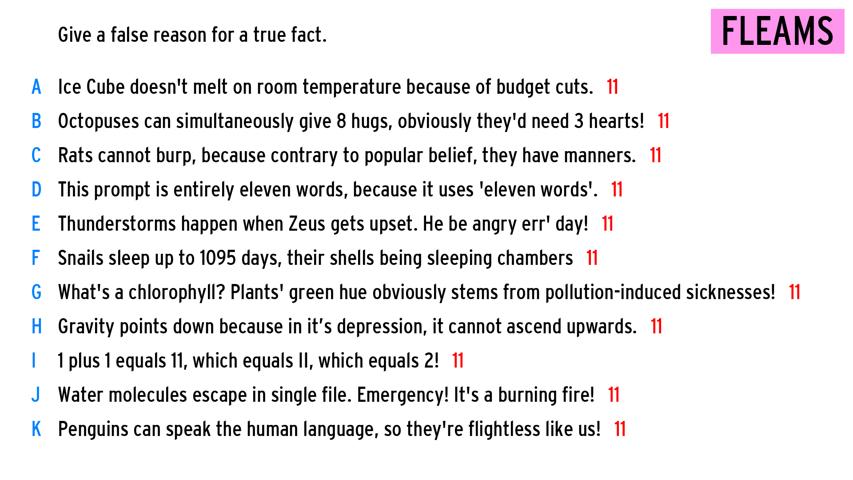 Give a false reason for a true fact.
FLEAMS
A Ice Cube doesn't melt on room temperature because of budget cuts. 11
B Octopuses can simultaneously give 8 hugs, obviously they'd need 3 hearts! 11
C Rats cannot burp, because contrary to popular belief, they have manners. 11
D This prompt is entirely eleven words, because it uses 'eleven words'. 11
E Thunderstorms happen when Zeus gets upset. He be angry err' day! 11
F Snails sleep up to 1095 days, their shells being sleeping chambers 11
G What's a chlorophyll? Plants' green hue obviously stems from pollution-induced sicknesses! 11
H Gravity points down because in it’s depression, it cannot ascend upwards. 11
I 1 plus 1 equals 11, which equals II, which equals 2! 11
J Water molecules escape in single file. Emergency! It's a burning fire! 11
K Penguins can speak the human language, so they're flightless like us! 11